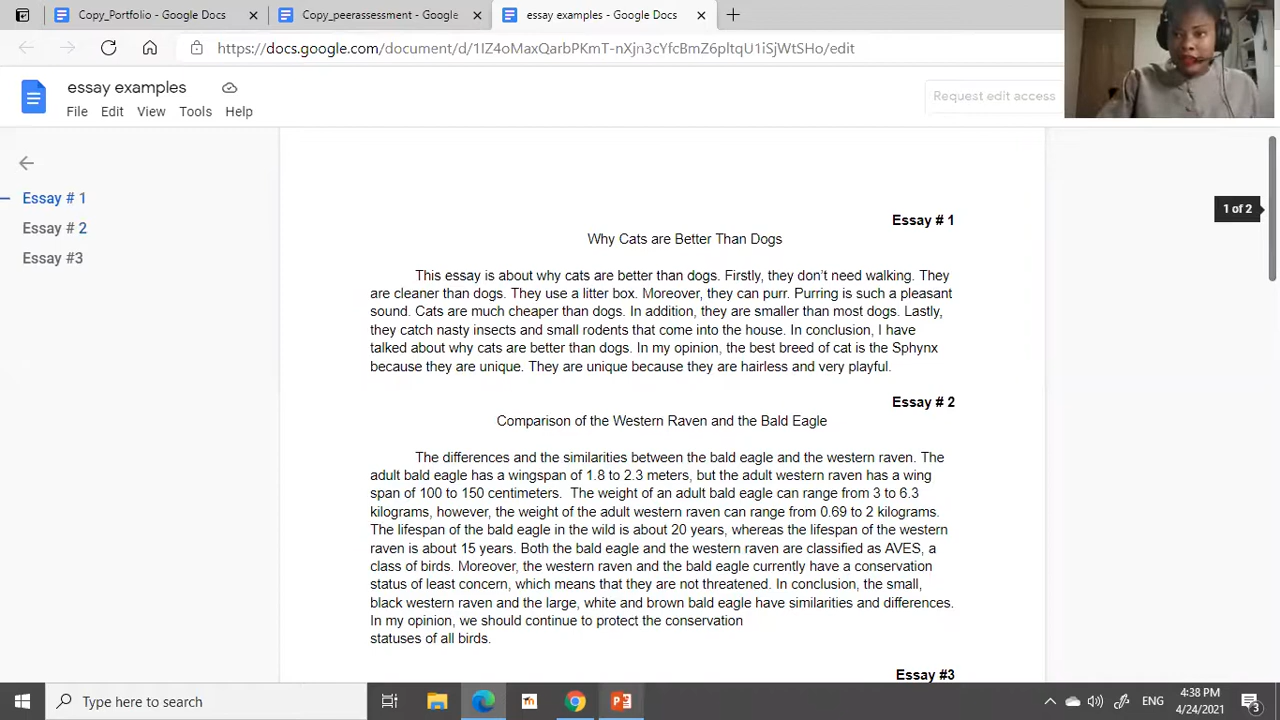 Copy_Portfolio - Google Docs
Copy_peerassessment - Google
essay examples - Google Docs
https://docs.google.com/document/d/1IZ4oMaxQarbPKmT-nXjn3cYfcBmZ6pltqU1iSjWtSHo/edit
essay examples
Request edit access
File Edit View Tools Help
Essay # 1
Essay # 2
Essay #3
1 of 2
Essay # 1
Why Cats are Better Than Dogs
This essay is about why cats are better than dogs. Firstly, they don't need walking. They
are cleaner than dogs. They use a litter box. Moreover, they can purr. Purring is such a pleasant
sound. Cats are much cheaper than dogs. In addition, they are smaller than most dogs. Lastly,
they catch nasty insects and small rodents that come into the house. In conclusion, I have
talked about why cats are better than dogs. In my opinion, the best breed of cat is the Sphynx
because they are unique. They are unique because they are hairless and very playful.
Essay # 2
Comparison of the Western Raven and the Bald Eagle
The differences and the similarities between the bald eagle and the western raven. The
adult bald eagle has a wingspan of 1.8 to 2.3 meters, but the adult western raven has a wing
span of 100 to 150 centimeters.  The weight of an adult bald eagle can range from 3 to 6.3
kilograms, however, the weight of the adult western raven can range from 0.69 to 2 kilograms.
The lifespan of the bald eagle in the wild is about 20 years, whereas the lifespan of the western
raven is about 15 years. Both the bald eagle and the western raven are classified as AVES, a
class of birds. Moreover, the western raven and the bald eagle currently have a conservation
status of least concern, which means that they are not threatened. In conclusion, the small,
black western raven and the large, white and brown bald eagle have similarities and differences.
In my opinion, we should continue to protect the conservation
statuses of all birds.
Essay #3
Type here to search
ENG
4:38 PM
4/24/2021
3